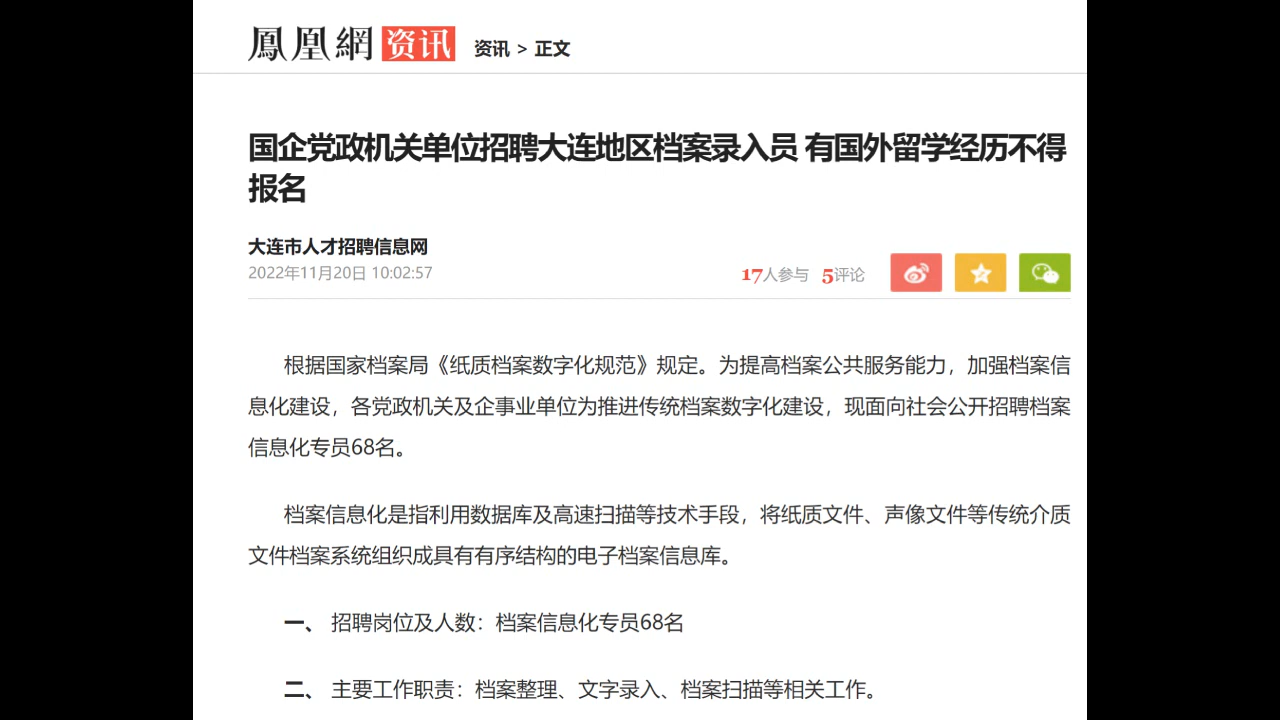 鳳凰網资讯 资讯 > 正文
国企党政机关单位招聘大连地区档案录入员 有国外留学经历不得
报名
大连市人才招聘信息网
2022年11月20日 10:02:57
17人参与 5评论
根据国家档案局《纸质档案数字化规范》规定。为提高档案公共服务能力，加强档案信
息化建设，各党政机关及企事业单位为推进传统档案数字化建设，现面向社会公开招聘档案
信息化专员68名。
档案信息化是指利用数据库及高速扫描等技术手段，将纸质文件、声像文件等传统介质
文件档案系统组织成具有有序结构的电子档案信息库。
一、 招聘岗位及人数：档案信息化专员68名
二、 主要工作职责：档案整理、文字录入、档案扫描等相关工作。